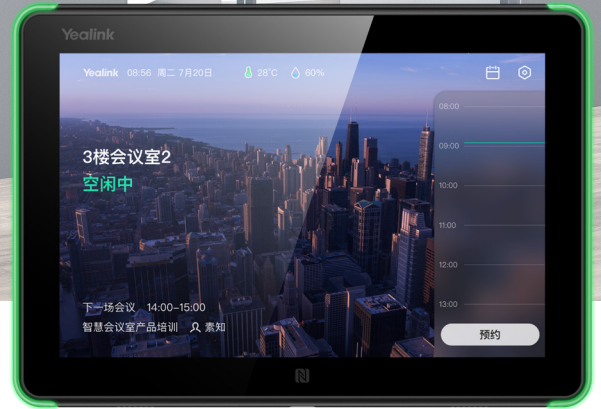 Yealink
Yealink 08:56 周二 7月20日 28°C 60%
3楼会议室2
空闲中
下一场会议 14:00-15:00
智慧会议室产品培训 素知
08:00
09:00
10:00
11:00
12:00
13:00
预约